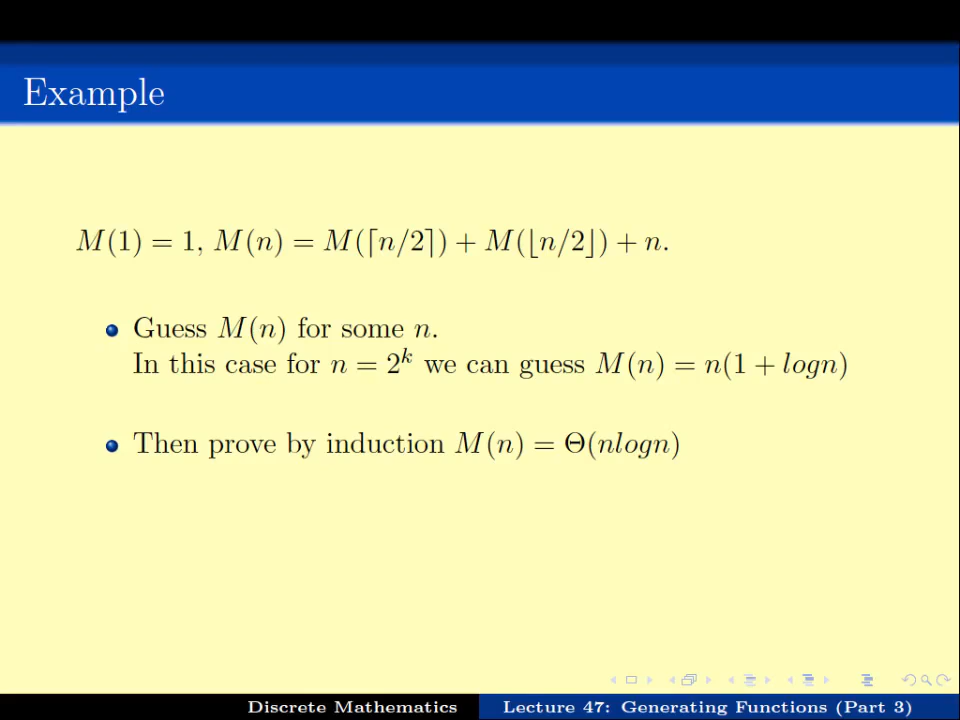 Example
M(1) = 1, M(n) = M(⌈n/2⌉) + M(⌊n/2⌋) + n.
Guess M(n) for some n.
In this case for n = 2^k we can guess M(n) = n(1 + logn)
Then prove by induction M(n) = Θ(nlogn)
Discrete Mathematics
Lecture 47: Generating Functions (Part 3)